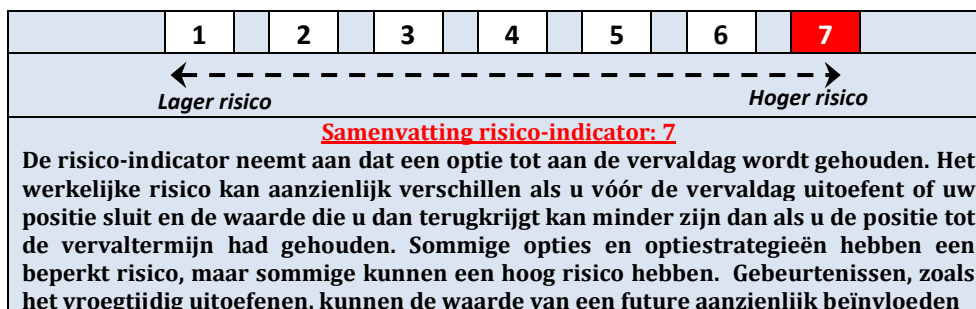 1 2 3 4 5 6 7
Lager risico Hoger risico
Samenvatting risico-indicator: 7
De risico-indicator neemt aan dat een optie tot aan de vervaldag wordt gehouden. Het
werkelijke risico kan aanzienlijk verschillen als u vóór de vervaldag uitoefent of uw
positie sluit en de waarde die u dan terugkrijgt kan minder zijn dan als u de positie tot
de vervaltermijn had gehouden. Sommige opties en optiestrategieën hebben een
beperkt risico, maar sommige kunnen een hoog risico hebben. Gebeurtenissen, zoals
het vroegtijdig uitoefenen, kunnen de waarde van een future aanzienlijk beïnvloeden